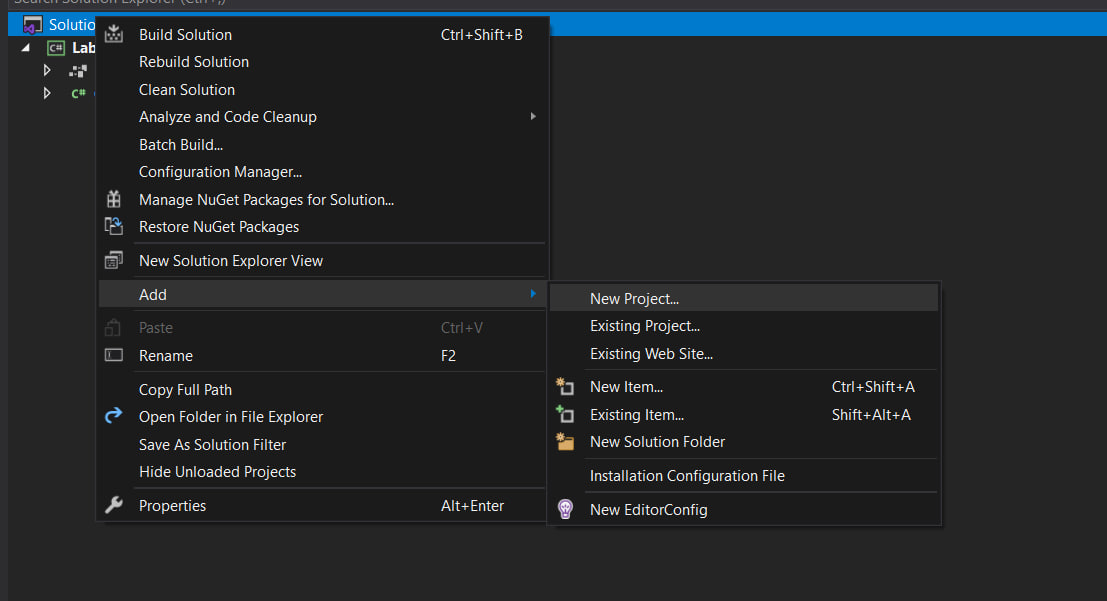 Search Solution Explorer (Ctrl+;)
Solutio
Build Solution Ctrl+Shift+B
C# Lab
Rebuild Solution
Clean Solution
C#
Analyze and Code Cleanup
Batch Build...
Configuration Manager...
Manage NuGet Packages for Solution...
Restore NuGet Packages
New Solution Explorer View
Add
Paste Ctrl+V
Rename F2
Copy Full Path
Open Folder in File Explorer
Save As Solution Filter
Hide Unloaded Projects
Properties Alt+Enter
New Project...
Existing Project...
Existing Web Site...
New Item... Ctrl+Shift+A
Existing Item... Shift+Alt+A
New Solution Folder
Installation Configuration File
New EditorConfig